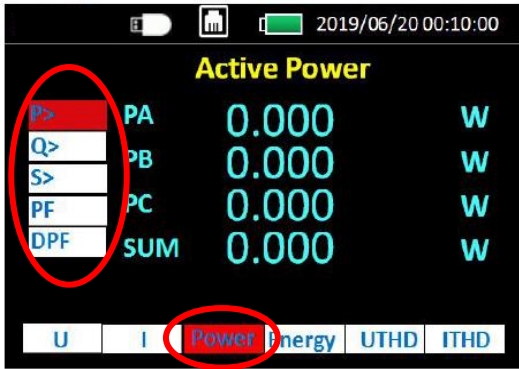 2019/06/20 00:10:00
Active Power
P> PA 0.000 W
Q> PB 0.000 W
S>
PF PC 0.000 W
DPF SUM 0.000 W
U I Power Energy UTHD ITHD